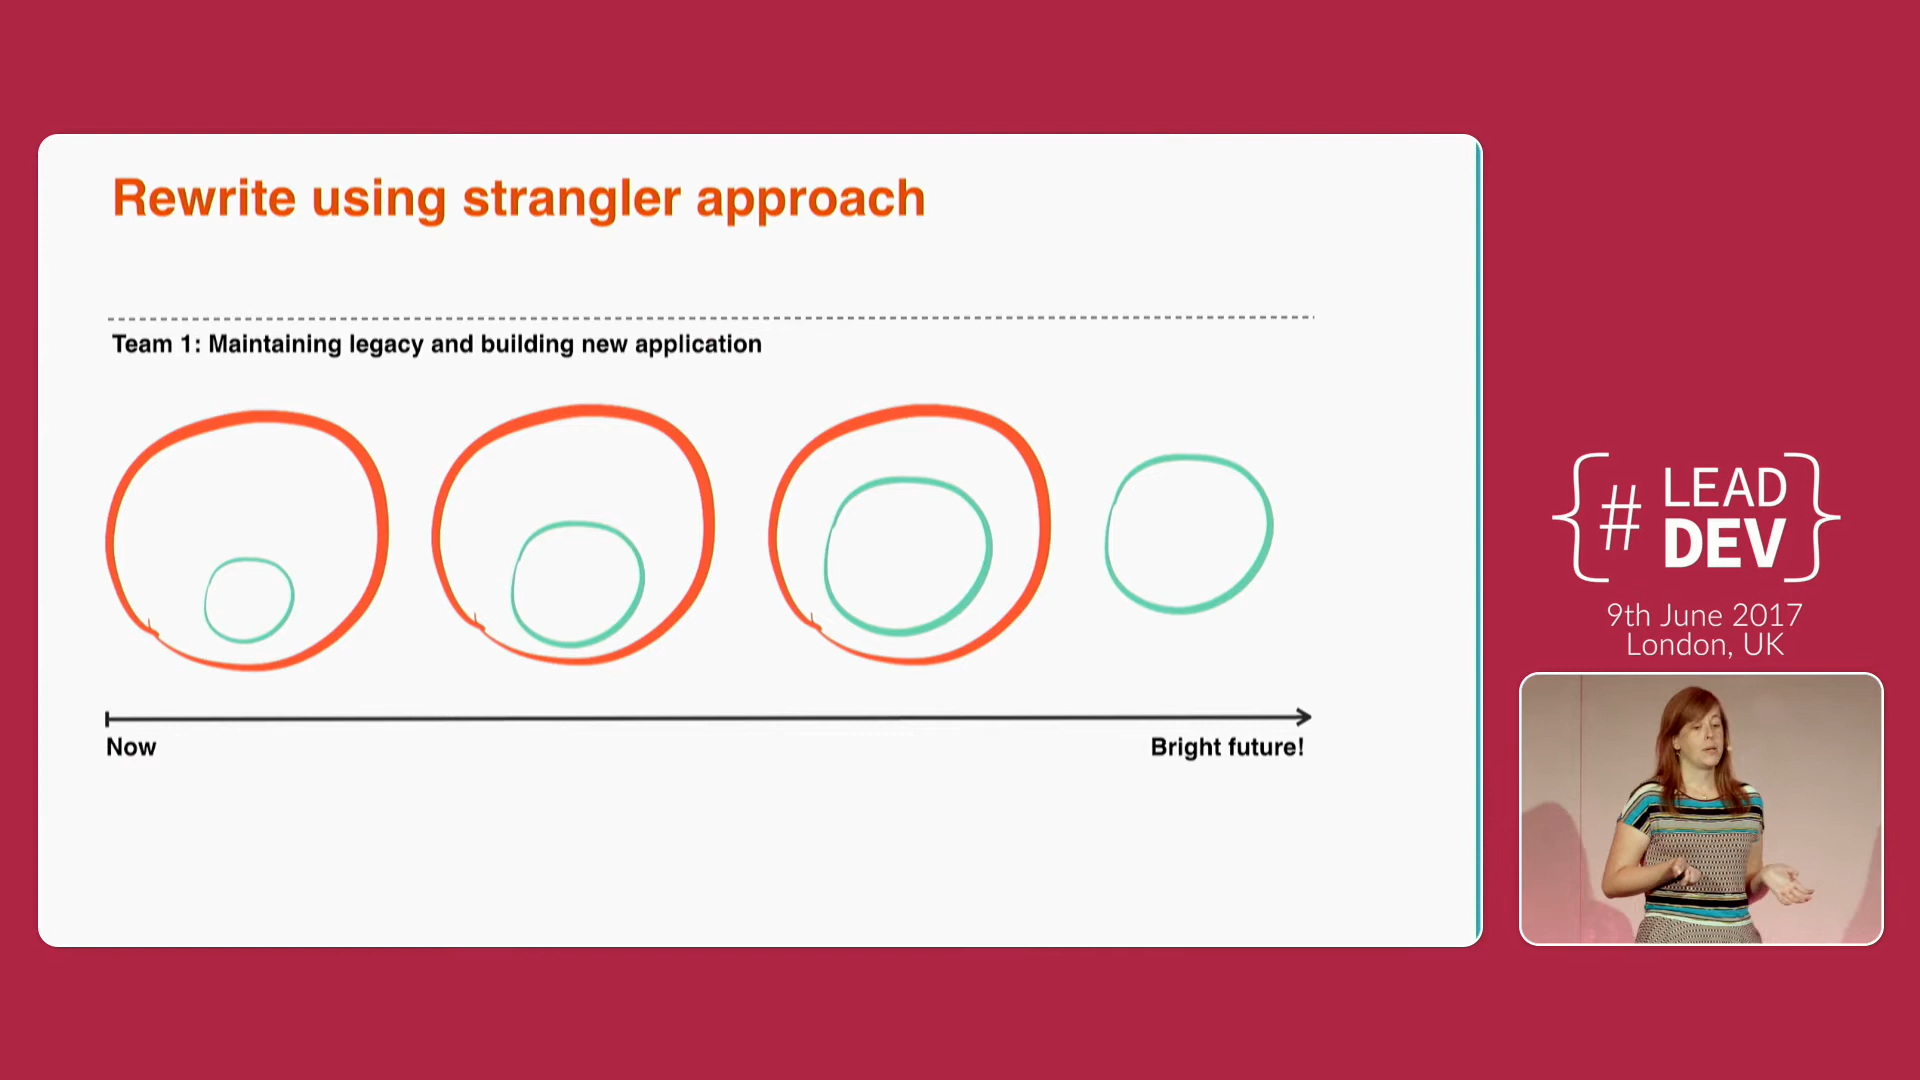 Rewrite using strangler approach
Team 1: Maintaining legacy and building new application
Now
Bright future!
{# LEAD
DEV}
9th June 2017
London, UK